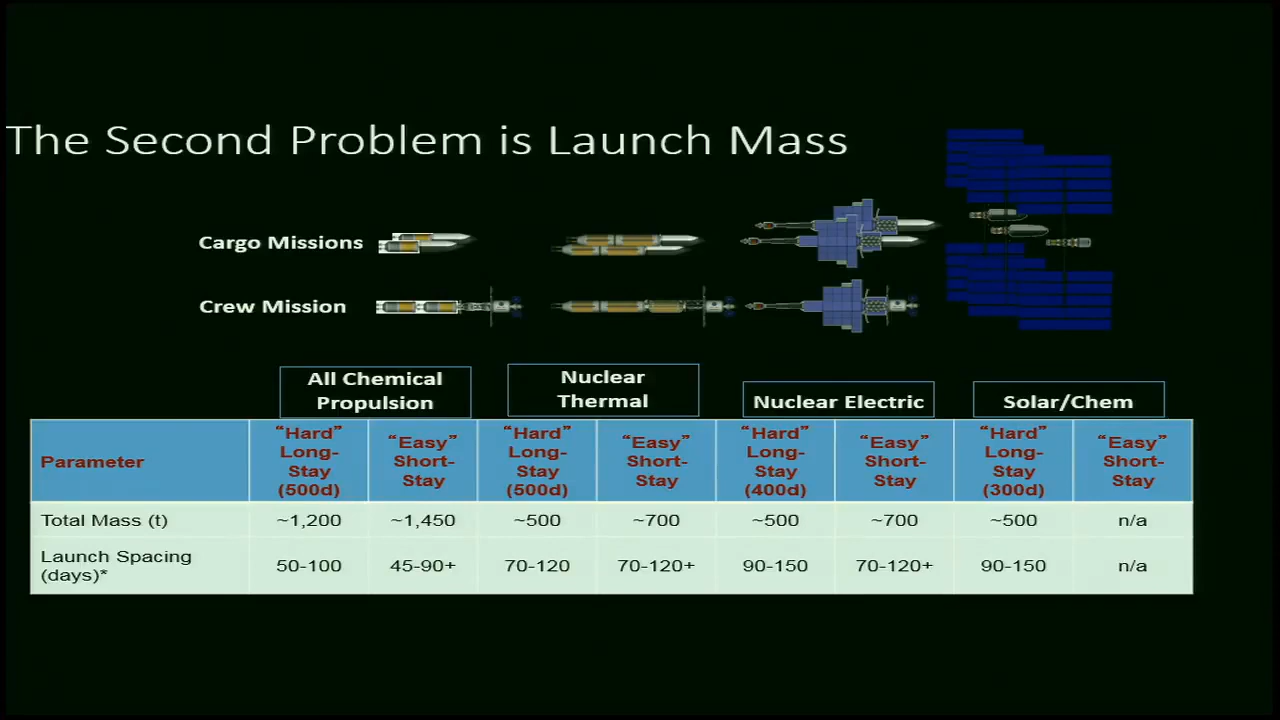 The Second Problem is Launch Mass
Cargo Missions
Crew Mission
All Chemical
Propulsion
Nuclear
Thermal
Nuclear Electric
Solar/Chem
Parameter
“Hard”
Long-
Stay
(500d)
“Easy”
Short-
Stay
“Hard”
Long-
Stay
(500d)
“Easy”
Short-
Stay
“Hard”
Long-
Stay
(400d)
“Easy”
Short-
Stay
“Hard”
Long-
Stay
(300d)
“Easy”
Short-
Stay
Total Mass (t) ~1,200 ~1,450 ~500 ~700 ~500 ~700 ~500 n/a
Launch Spacing
(days)* 50-100 45-90+ 70-120 70-120+ 90-150 70-120+ 90-150 n/a